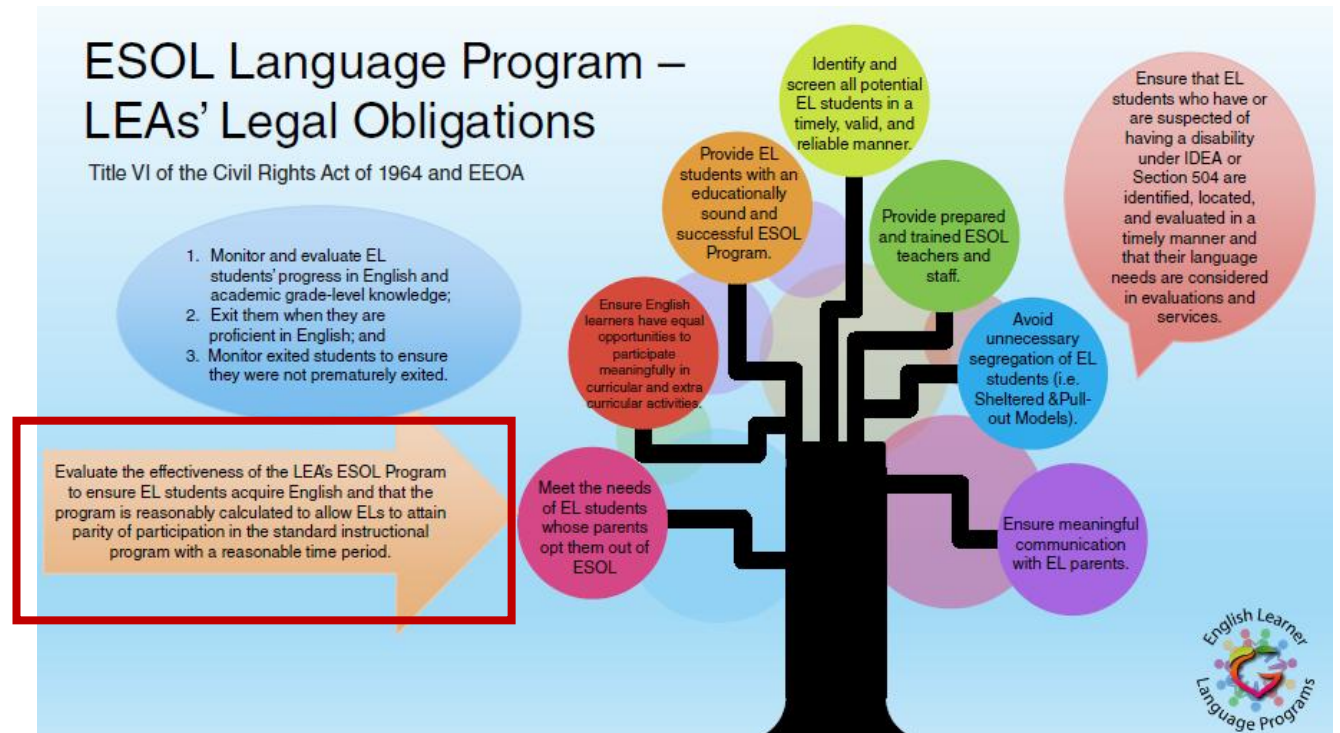 ESOL Language Program –
LEAs' Legal Obligations
Title VI of the Civil Rights Act of 1964 and EEOA
1. Monitor and evaluate EL
students' progress in English and
academic grade-level knowledge;
2. Exit them when they are
proficient in English; and
3. Monitor exited students to ensure
they were not prematurely exited.
Evaluate the effectiveness of the LEA's ESOL Program
to ensure EL students acquire English and that the
program is reasonably calculated to allow ELs to attain
parity of participation in the standard instructional
program with a reasonable time period.
Meet the needs
of EL students
whose parents
opt them out of
ESOL
Ensure English
learners have equal
opportunities to
participate
meaningfully in
curricular and extra
curricular activities.
Provide EL
students with an
educationally
sound and
successful ESOL
Program.
Identify and
screen all potential
EL students in a
timely, valid, and
reliable manner.
Provide prepared
and trained ESOL
teachers and
staff.
Avoid
unnecessary
segregation of EL
students (i.e.
Sheltered &Pull-
out Models).
Ensure meaningful
communication
with EL parents.
Ensure that EL
students who have or
are suspected of
having a disability
under IDEA or
Section 504 are
identified, located,
and evaluated in a
timely manner and
that their language
needs are considered
in evaluations and
services.
English Learner
Language Programs